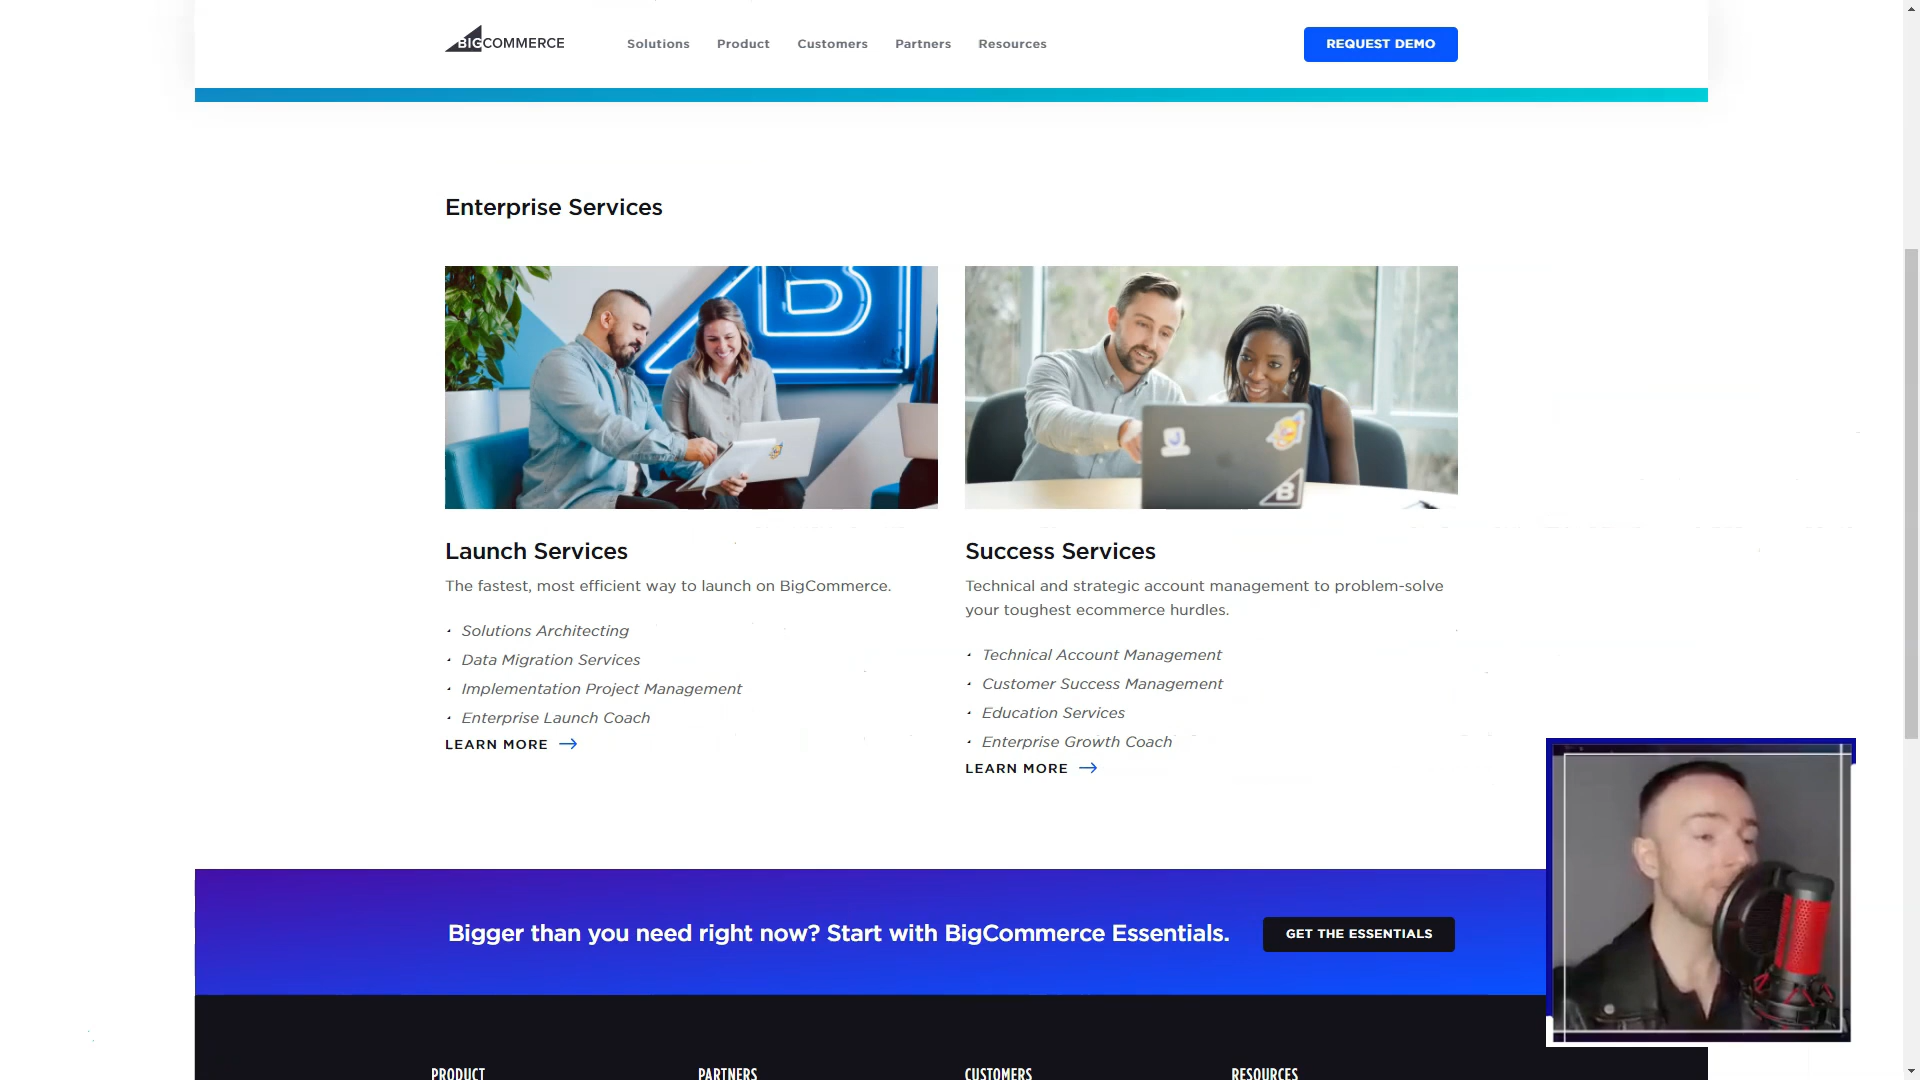 BIGCOMMERCE
Solutions
Product
Customers
Partners
Resources
REQUEST DEMO
Enterprise Services
B
B
Launch Services
The fastest, most efficient way to launch on BigCommerce.
· Solutions Architecting
· Data Migration Services
· Implementation Project Management
· Enterprise Launch Coach
LEARN MORE →
Success Services
Technical and strategic account management to problem-solve
your toughest ecommerce hurdles.
· Technical Account Management
· Customer Success Management
· Education Services
· Enterprise Growth Coach
LEARN MORE →
Bigger than you need right now? Start with BigCommerce Essentials.
GET THE ESSENTIALS
PRODUCT
PARTNERS
CUSTOMERS
RESOURCES